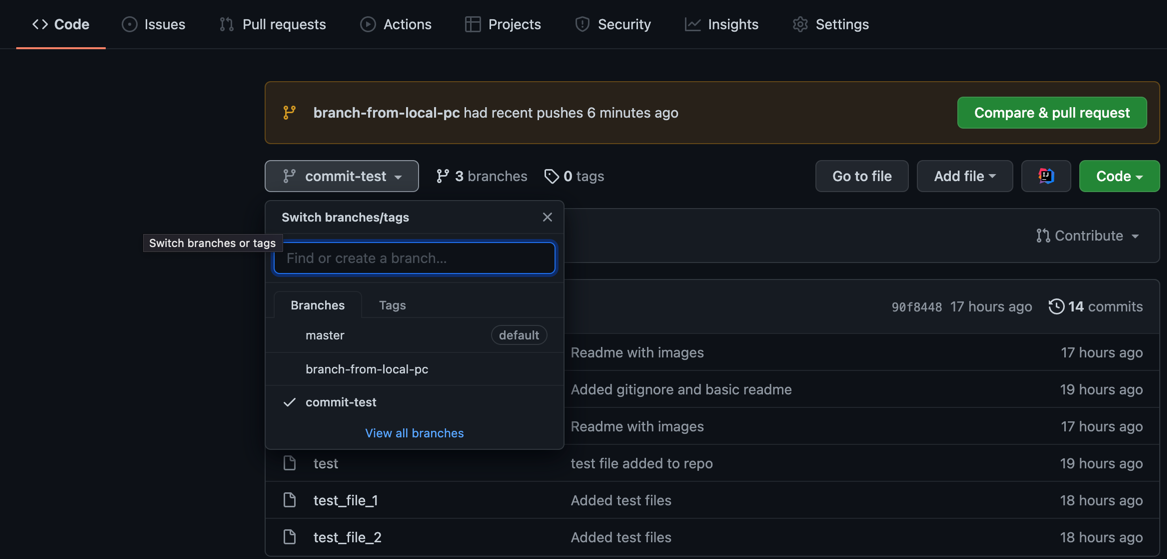 Code Issues Pull requests Actions Projects Security Insights Settings
branch-from-local-pc had recent pushes 6 minutes ago Compare & pull request
commit-test 3 branches 0 tags Go to file Add file Code
Switch branches/tags
Switch branches or tags
Contribute
Find or create a branch...
Branches Tags
90f8448 17 hours ago 14 commits
master default
Readme with images 17 hours ago
branch-from-local-pc
Added gitignore and basic readme 19 hours ago
commit-test
Readme with images 17 hours ago
View all branches
test test file added to repo 19 hours ago
test_file_1 Added test files 18 hours ago
test_file_2 Added test files 18 hours ago